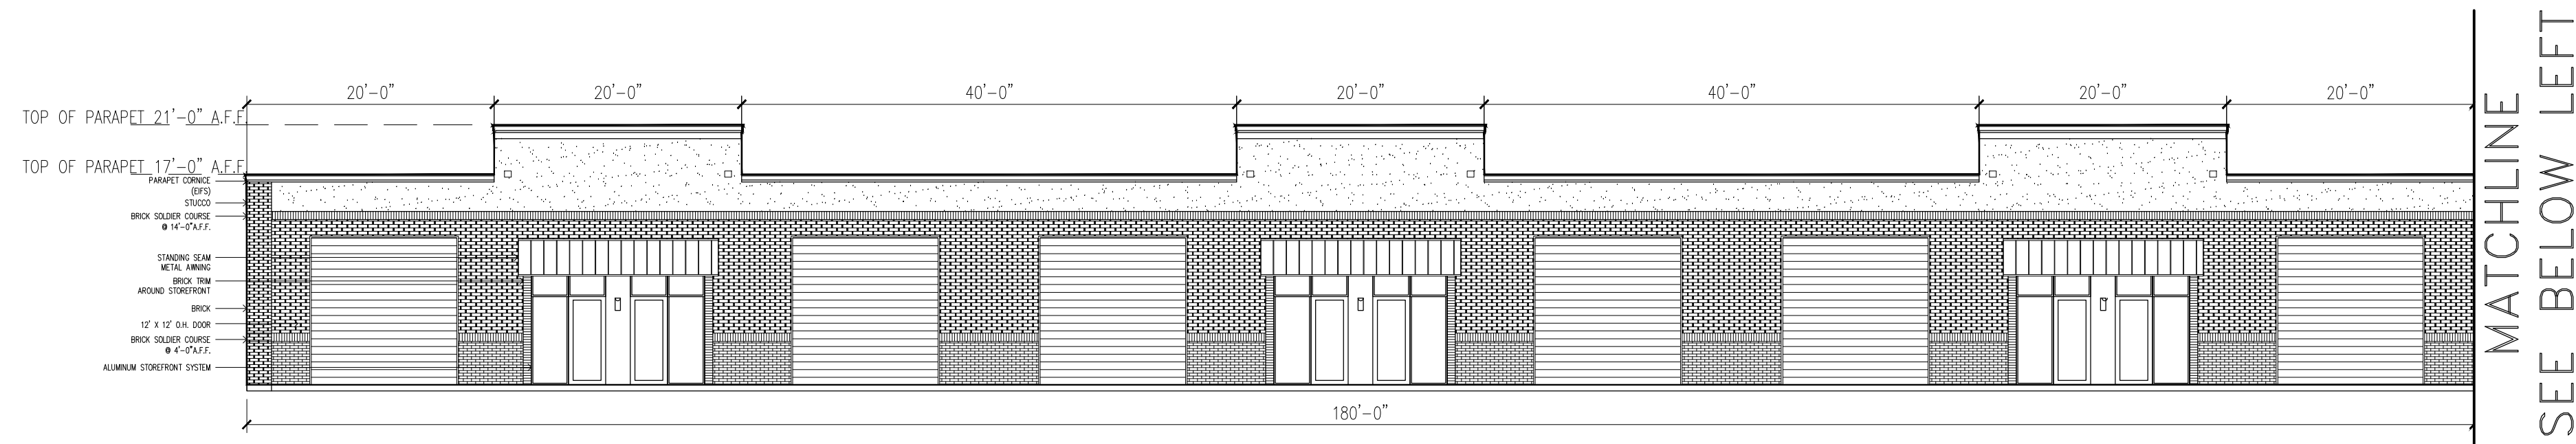 20'-0" 20'-0" 40'-0" 20'-0" 40'-0" 20'-0" 20'-0"
TOP OF PARAPET 21'-0" A.F.F.
TOP OF PARAPET 17'-0" A.F.F.
PARAPET CORNICE
(EIFS)
STUCCO
BRICK SOLDIER COURSE
@ 14'-0"A.F.F.
STANDING SEAM
METAL AWNING
BRICK TRIM
AROUND STOREFRONT
BRICK
12' X 12' O.H. DOOR
BRICK SOLDIER COURSE
@ 4'-0"A.F.F.
ALUMINUM STOREFRONT SYSTEM
180'-0"
MATCHLINE
SEE BELOW LEFT